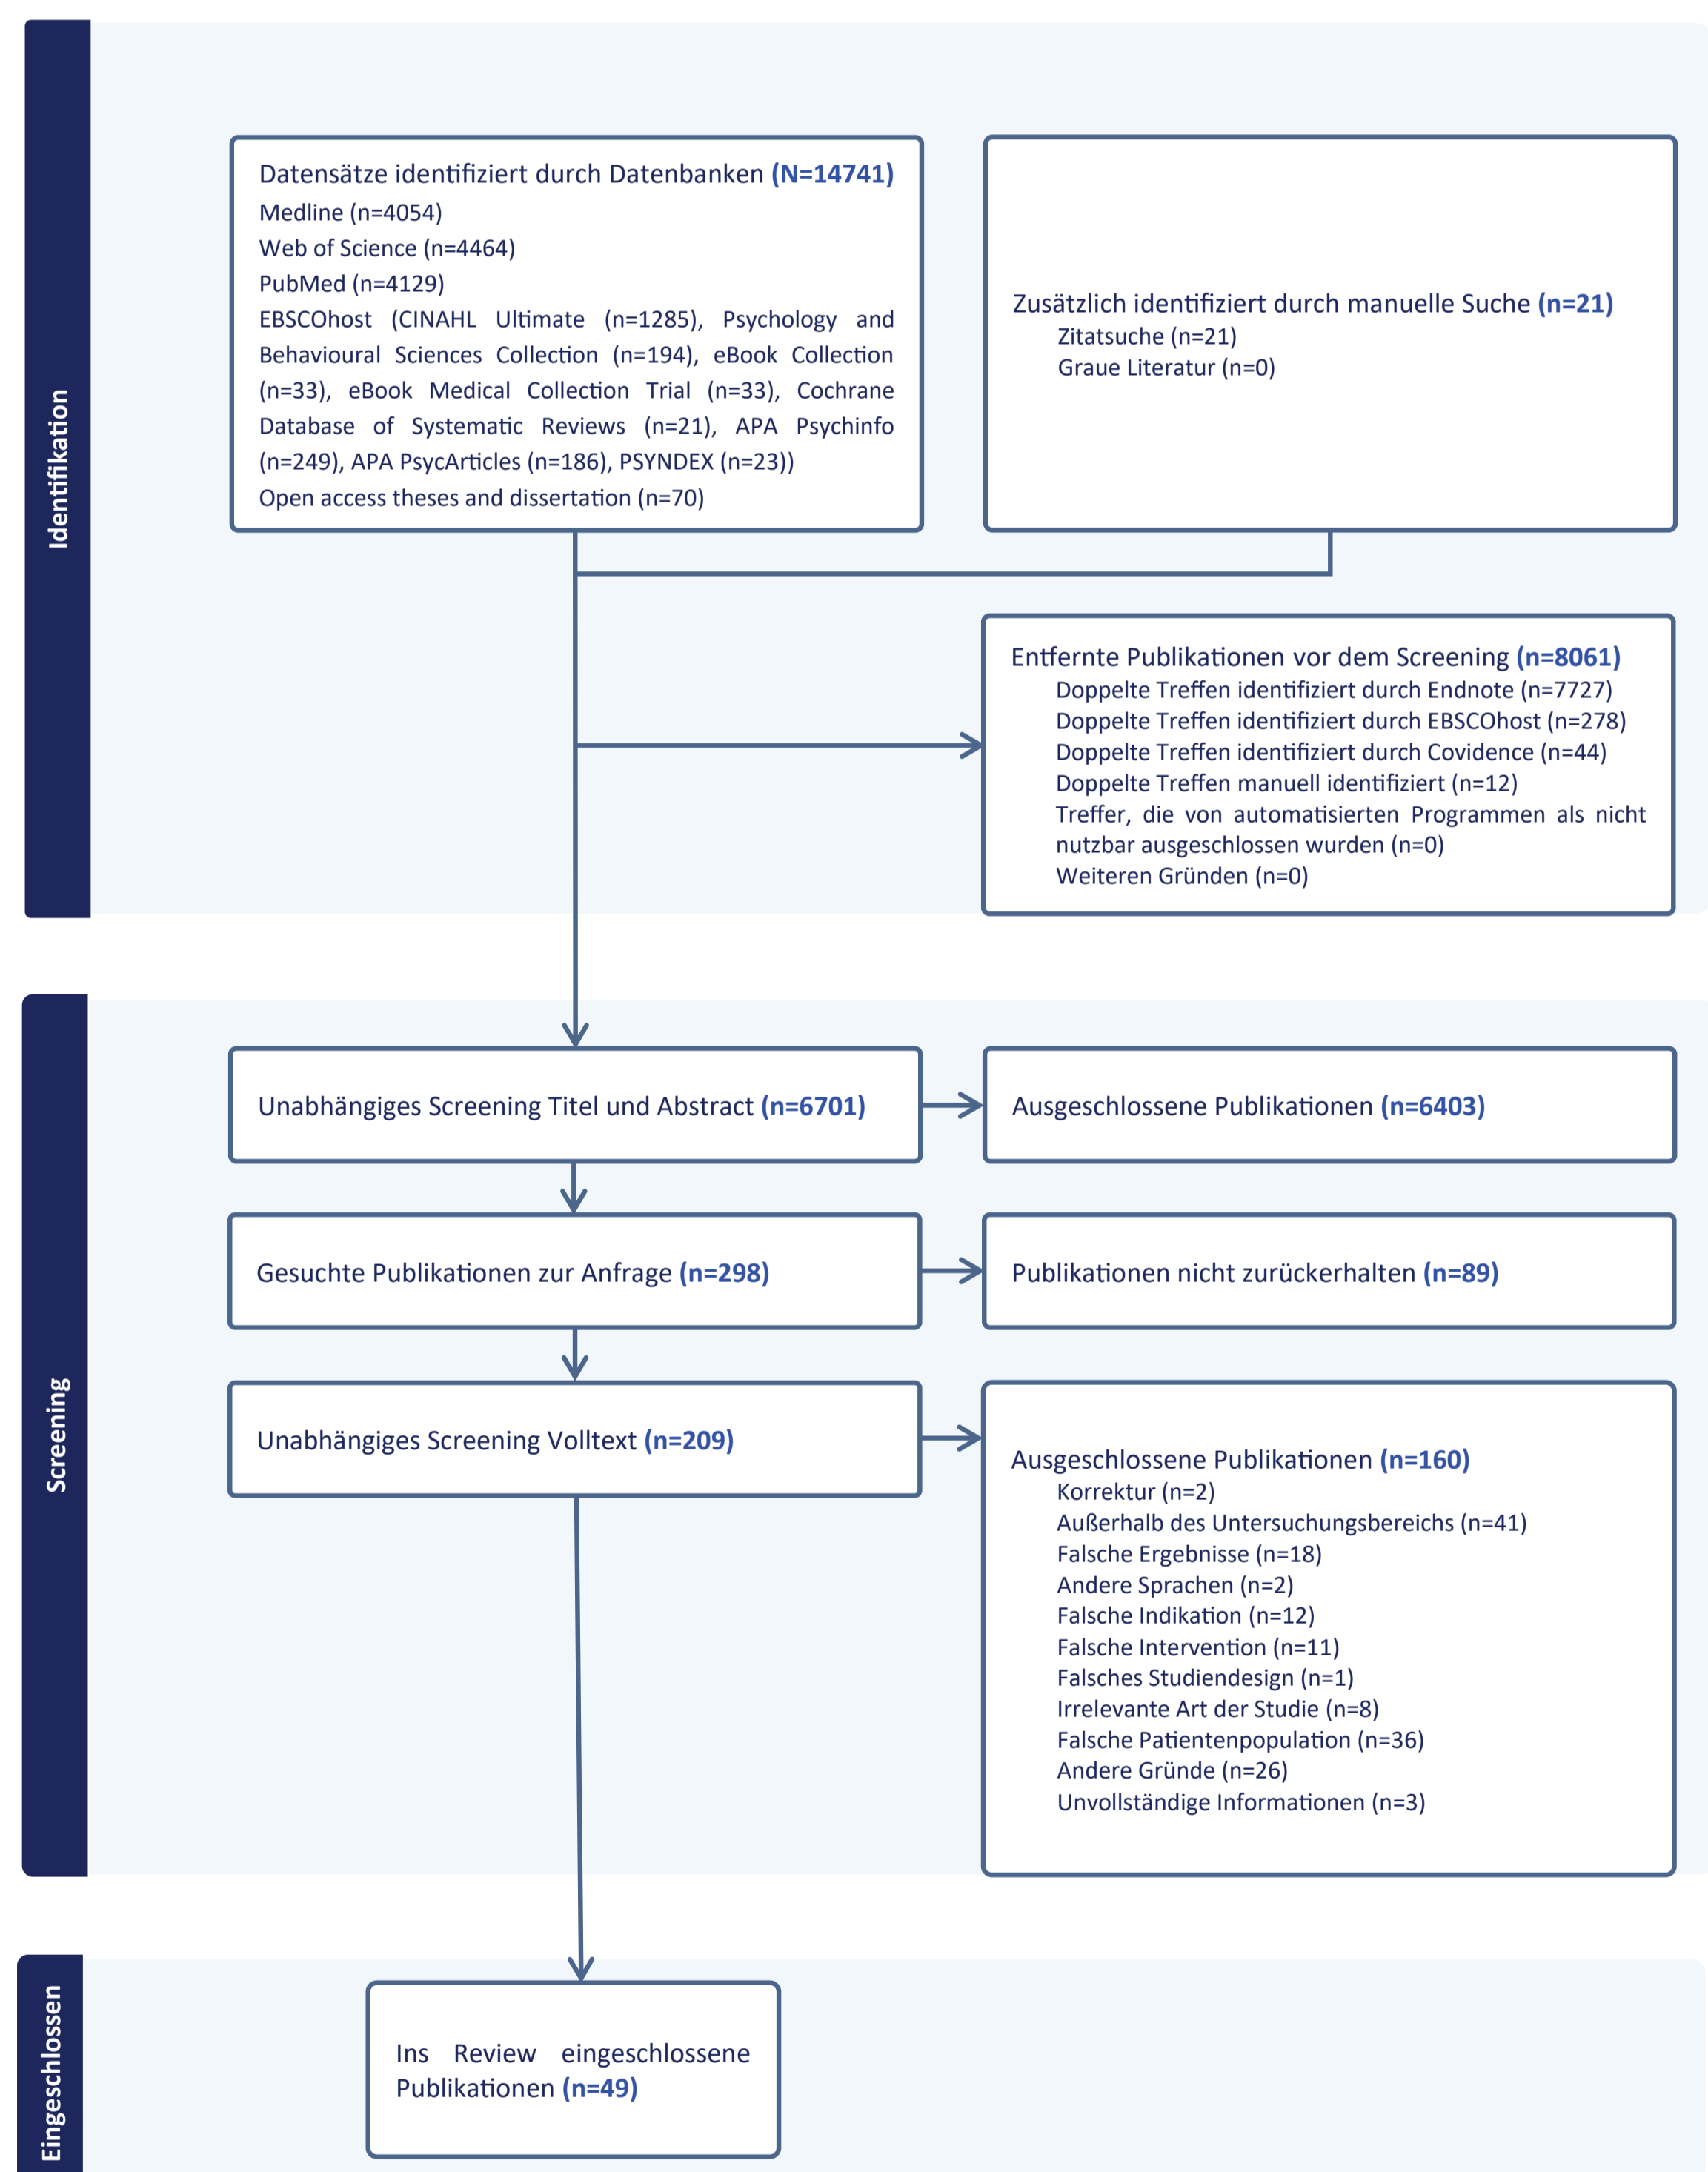 Identifikation
Datensätze identifiziert durch Datenbanken (N=14741)
Medline (n=4054)
Web of Science (n=4464)
PubMed (n=4129)
EBSCOhost (CINAHL Ultimate (n=1285), Psychology and
Behavioural Sciences Collection (n=194), eBook Collection
(n=33), eBook Medical Collection Trial (n=33), Cochrane
Database of Systematic Reviews (n=21), APA Psychinfo
(n=249), APA PsycArticles (n=186), PSYNDEX (n=23))
Open access theses and dissertation (n=70)
Zusätzlich identifiziert durch manuelle Suche (n=21)
Zitatsuche (n=21)
Graue Literatur (n=0)
Entfernte Publikationen vor dem Screening (n=8061)
Doppelte Treffen identifiziert durch Endnote (n=7727)
Doppelte Treffen identifiziert durch EBSCOhost (n=278)
Doppelte Treffen identifiziert durch Covidence (n=44)
Doppelte Treffen manuell identifiziert (n=12)
Treffer, die von automatisierten Programmen als nicht
nutzbar ausgeschlossen wurden (n=0)
Weiteren Gründen (n=0)
Screening
Unabhängiges Screening Titel und Abstract (n=6701)
Ausgeschlossene Publikationen (n=6403)
Gesuchte Publikationen zur Anfrage (n=298)
Publikationen nicht zurückerhalten (n=89)
Unabhängiges Screening Volltext (n=209)
Ausgeschlossene Publikationen (n=160)
Korrektur (n=2)
Außerhalb des Untersuchungsbereichs (n=41)
Falsche Ergebnisse (n=18)
Andere Sprachen (n=2)
Falsche Indikation (n=12)
Falsche Intervention (n=11)
Falsches Studiendesign (n=1)
Irrelevante Art der Studie (n=8)
Falsche Patientenpopulation (n=36)
Andere Gründe (n=26)
Unvollständige Informationen (n=3)
Eingeschlossen
Ins Review eingeschlossene
Publikationen (n=49)